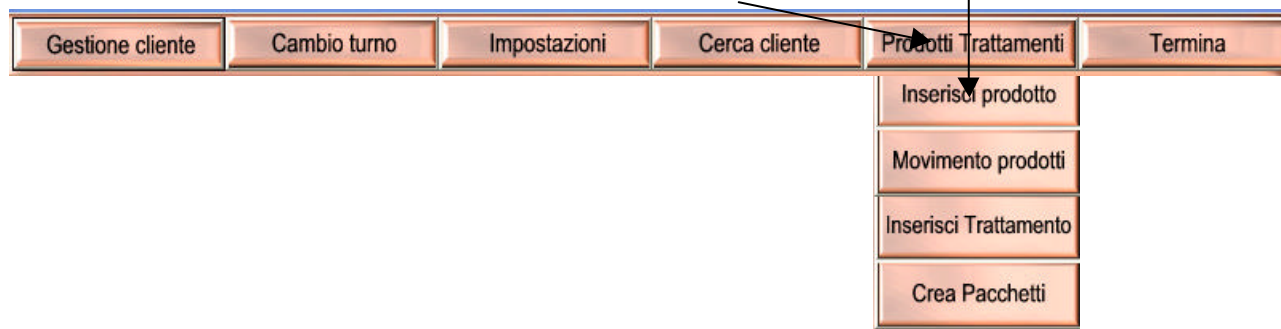 Gestione cliente Cambio turno Impostazioni Cerca cliente Prodotti Trattamenti Termina
Inserisci prodotto
Movimento prodotti
Inserisci Trattamento
Crea Pacchetti